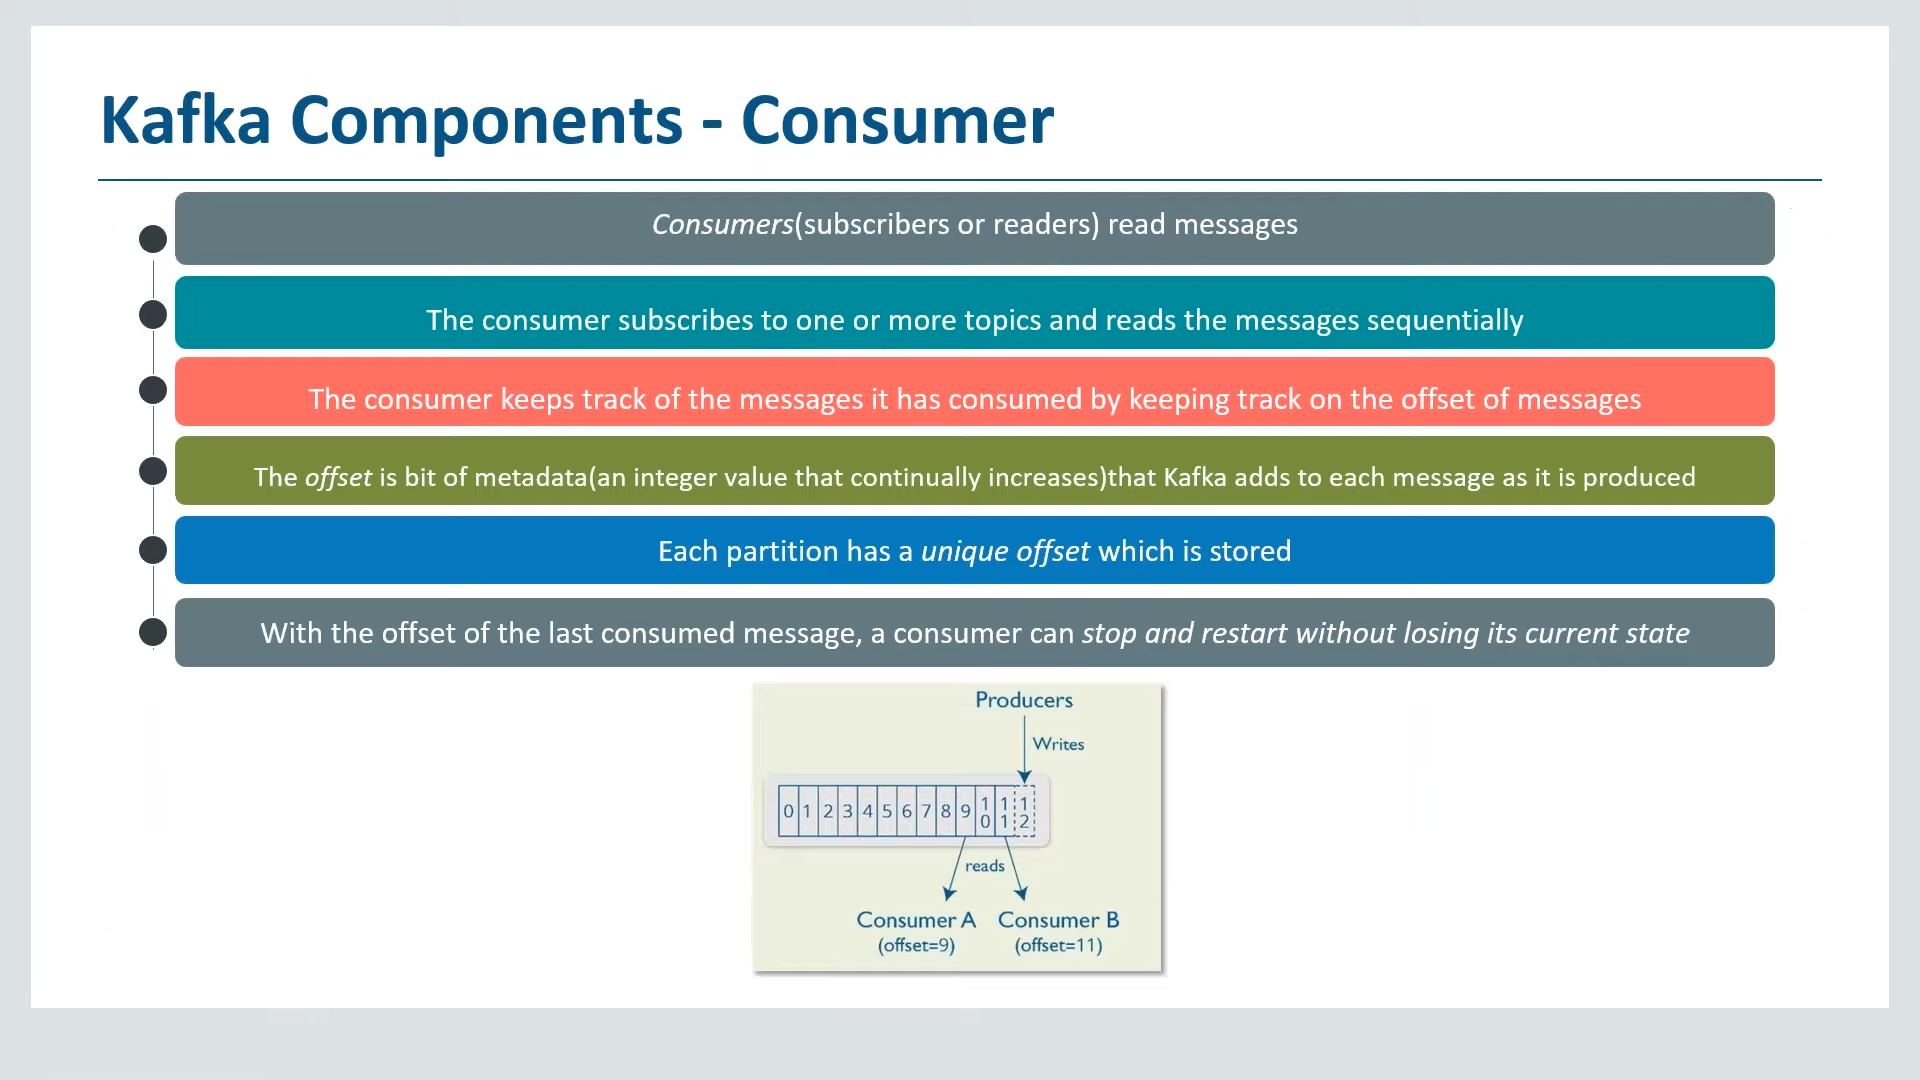 Kafka Components - Consumer
Consumers(subscribers or readers) read messages
The consumer subscribes to one or more topics and reads the messages sequentially
The consumer keeps track of the messages it has consumed by keeping track on the offset of messages
The offset is bit of metadata(an integer value that continually increases)that Kafka adds to each message as it is produced
Each partition has a unique offset which is stored
With the offset of the last consumed message, a consumer can stop and restart without losing its current state
Producers
Writes
0 1 2 3 4 5 6 7 8 9 10 11 12
reads
Consumer A Consumer B
(offset=9) (offset=11)